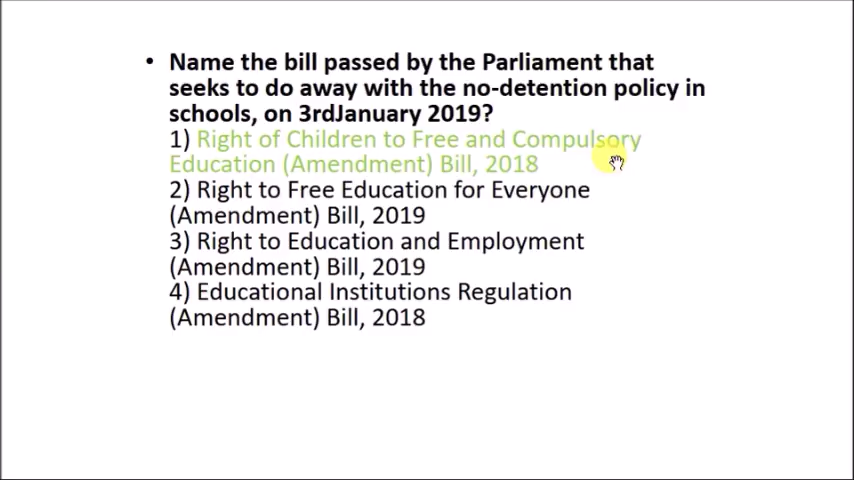 • Name the bill passed by the Parliament that
seeks to do away with the no-detention policy in
schools, on 3rdJanuary 2019?
1) Right of Children to Free and Compulsory
Education (Amendment) Bill, 2018
2) Right to Free Education for Everyone
(Amendment) Bill, 2019
3) Right to Education and Employment
(Amendment) Bill, 2019
4) Educational Institutions Regulation
(Amendment) Bill, 2018